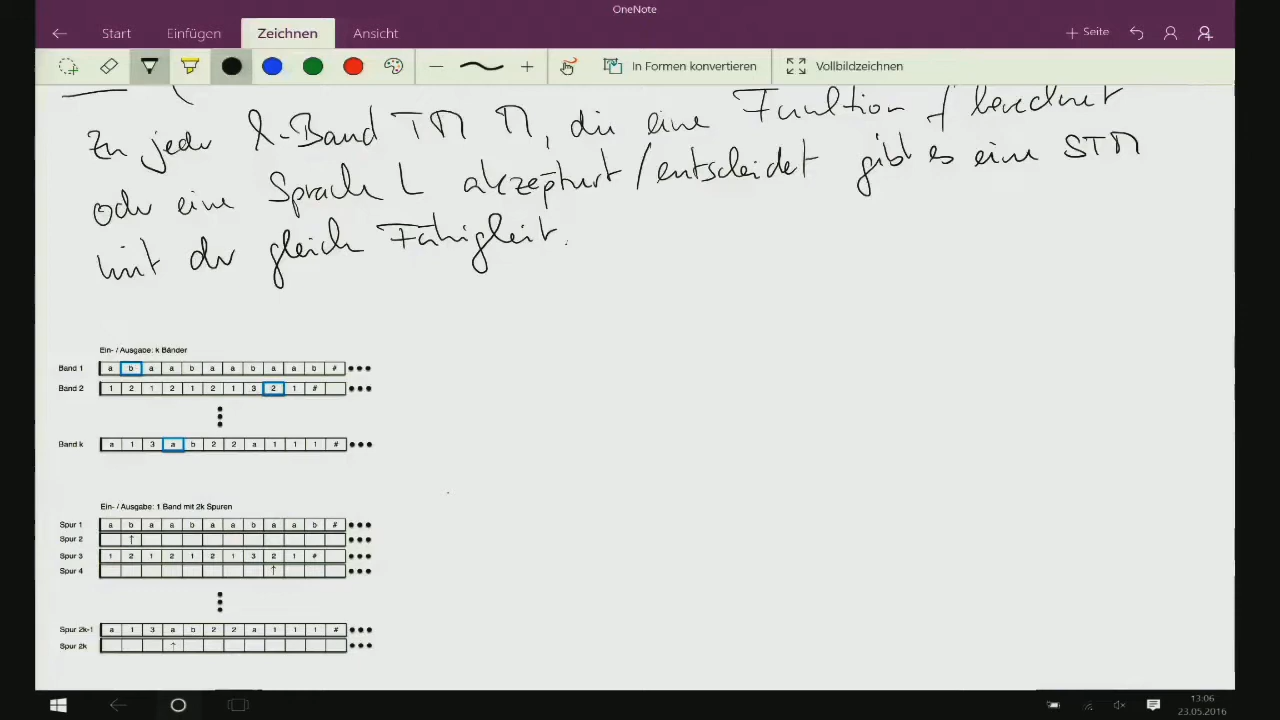 OneNote
Start Einfügen Zeichnen Ansicht
Seite
In Formen konvertieren Vollbildzeichnen
Zu jeder k-Band TM M, die eine Funktion f berechnet
oder eine Sprache L akzeptiert/entscheidet gibt es eine STM
mit der gleich Fähigkeit.
Ein- / Ausgabe: k Bänder
Band 1 a b a a b a a b a a b #
Band 2 1 2 1 2 1 2 1 3 2 1 #
Band k a 1 3 a b 2 2 a 1 1 1 #
Ein- / Ausgabe: 1 Band mit 2k Spuren
Spur 1 a b a a b a a b a a b #
Spur 2 ↑
Spur 3 1 2 1 2 1 2 1 3 2 1 #
Spur 4 ↑
Spur 2k-1 a 1 3 a b 2 2 a 1 1 1 #
Spur 2k ↑
13:06
23.05.2016